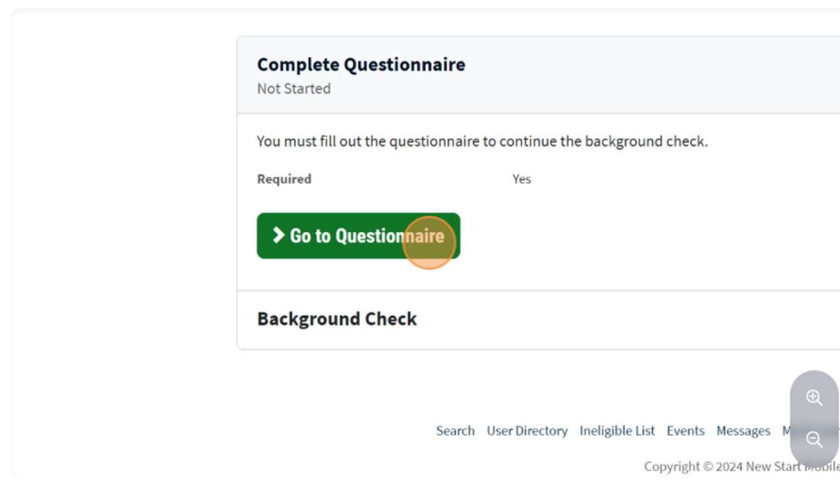 Complete Questionnaire
Not Started
You must fill out the questionnaire to continue the background check.
Required Yes
Go to Questionnaire
Background Check
Search User Directory Ineligible List Events Messages
Copyright © 2024 New Start Mobile